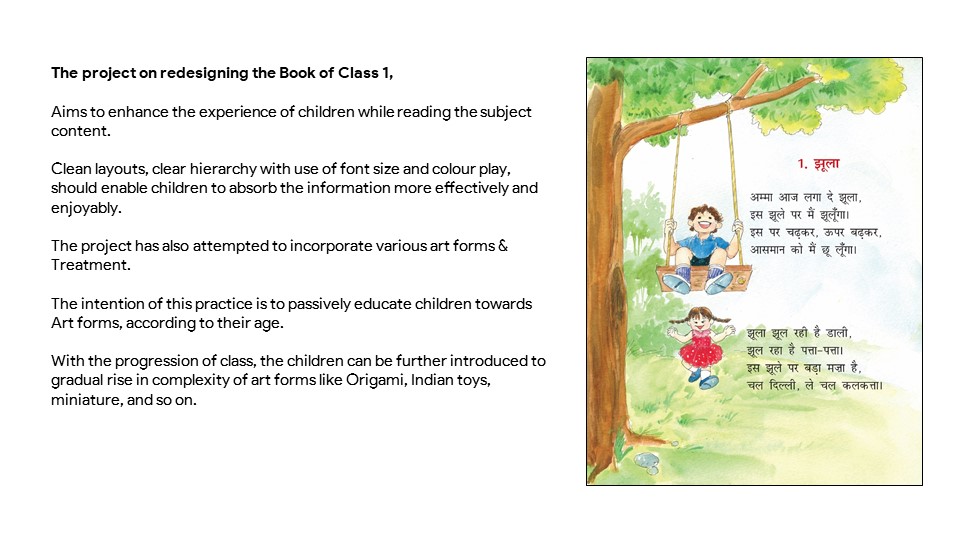 The project on redesigning the Book of Class 1,
Aims to enhance the experience of children while reading the subject
content.
Clean layouts, clear hierarchy with use of font size and colour play,
should enable children to absorb the information more effectively and
enjoyably.
The project has also attempted to incorporate various art forms &
Treatment.
The intention of this practice is to passively educate children towards
Art forms, according to their age.
With the progression of class, the children can be further introduced to
gradual rise in complexity of art forms like Origami, Indian toys,
miniature, and so on.
1. झूला
अम्मा आज लगा दे झूला,
इस झूले पर मैं झूलूँगा।
इस पर चढ़कर, ऊपर बढ़कर,
आसमान को मैं छू लूँगा।
झूला झूल रही है डाली,
झूल रहा है पत्ता-पत्ता।
इस झूले पर बड़ा मज़ा है,
चल दिल्ली, ले चल कलकत्ता।